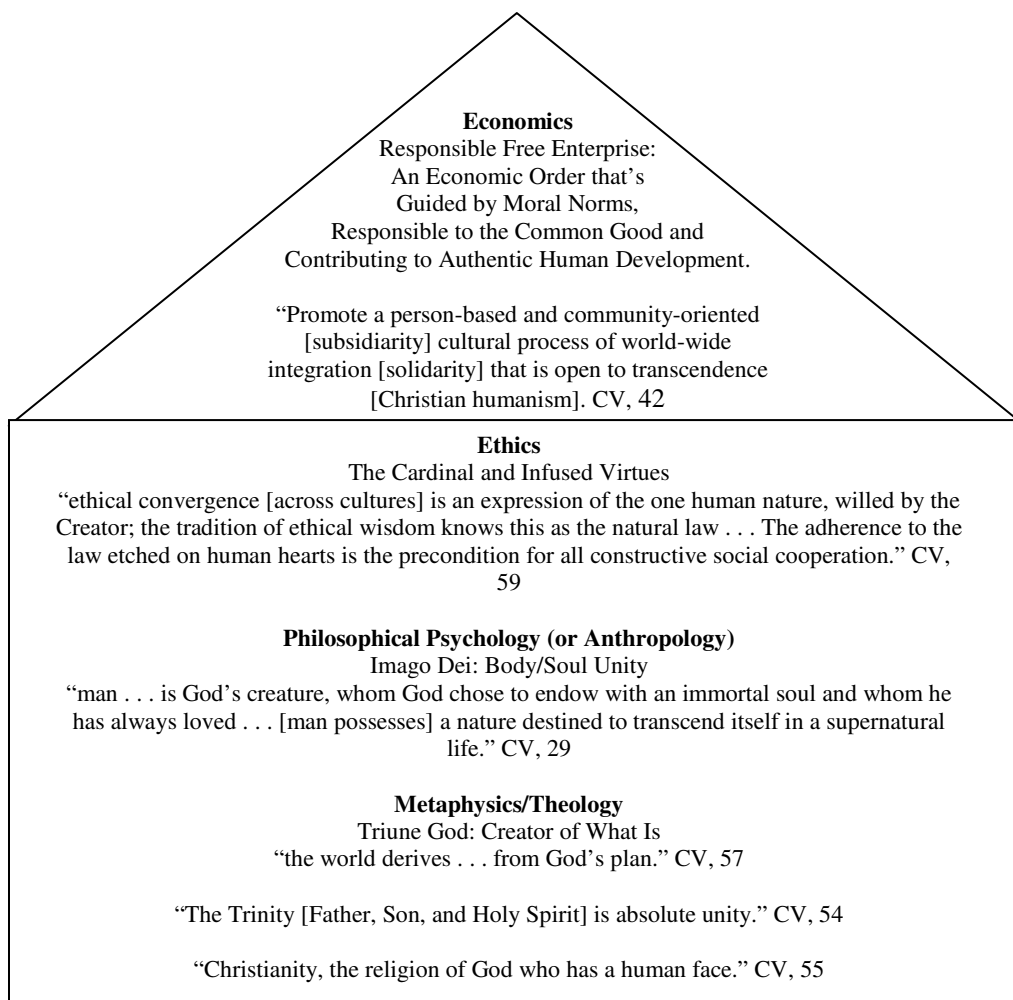 Economics
Responsible Free Enterprise:
An Economic Order that's
Guided by Moral Norms,
Responsible to the Common Good and
Contributing to Authentic Human Development.
“Promote a person-based and community-oriented
[subsidiarity] cultural process of world-wide
integration [solidarity] that is open to transcendence
[Christian humanism]. CV, 42
Ethics
The Cardinal and Infused Virtues
“ethical convergence [across cultures] is an expression of the one human nature, willed by the
Creator; the tradition of ethical wisdom knows this as the natural law . . . The adherence to the
law etched on human hearts is the precondition for all constructive social cooperation.” CV,
59
Philosophical Psychology (or Anthropology)
Imago Dei: Body/Soul Unity
“man . . . is God’s creature, whom God chose to endow with an immortal soul and whom he
has always loved . . . [man possesses] a nature destined to transcend itself in a supernatural
life.” CV, 29
Metaphysics/Theology
Triune God: Creator of What Is
“the world derives . . . from God’s plan.” CV, 57
“The Trinity [Father, Son, and Holy Spirit] is absolute unity.” CV, 54
“Christianity, the religion of God who has a human face.” CV, 55